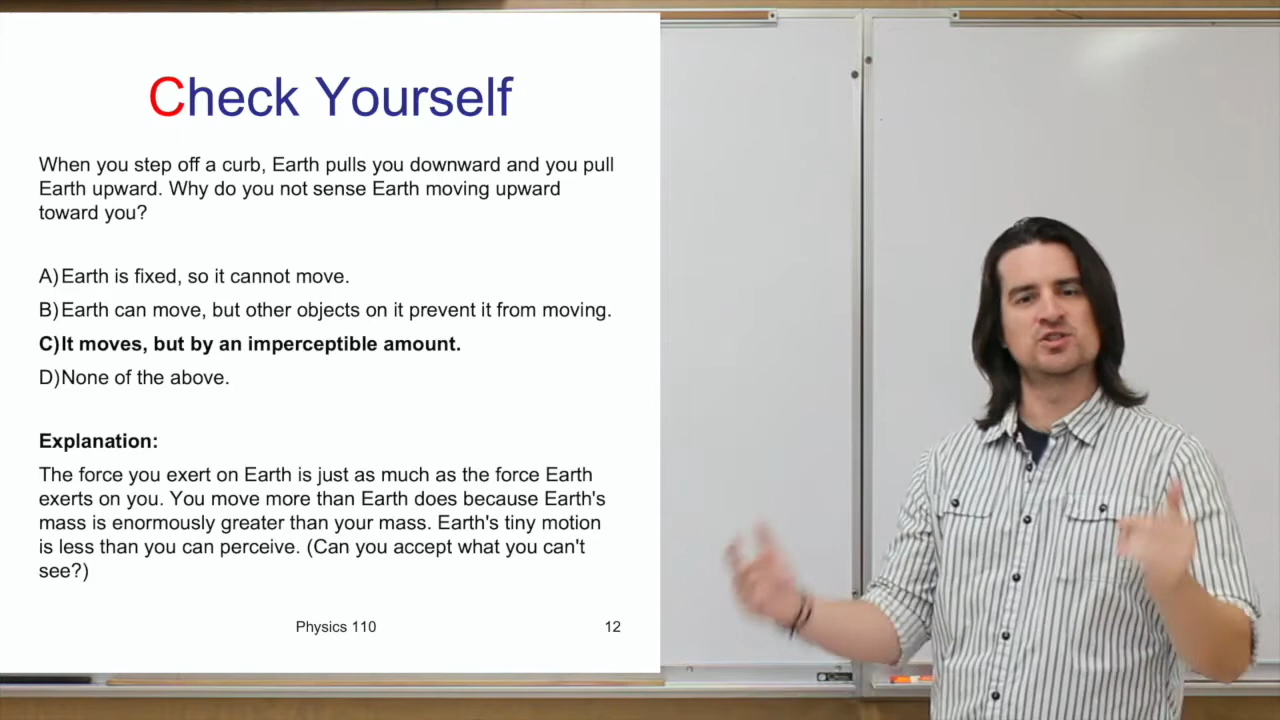 Check Yourself
When you step off a curb, Earth pulls you downward and you pull
Earth upward. Why do you not sense Earth moving upward
toward you?
A) Earth is fixed, so it cannot move.
B) Earth can move, but other objects on it prevent it from moving.
C) It moves, but by an imperceptible amount.
D) None of the above.
Explanation:
The force you exert on Earth is just as much as the force Earth
exerts on you. You move more than Earth does because Earth's
mass is enormously greater than your mass. Earth's tiny motion
is less than you can perceive. (Can you accept what you can't
see?)
Physics 110
12